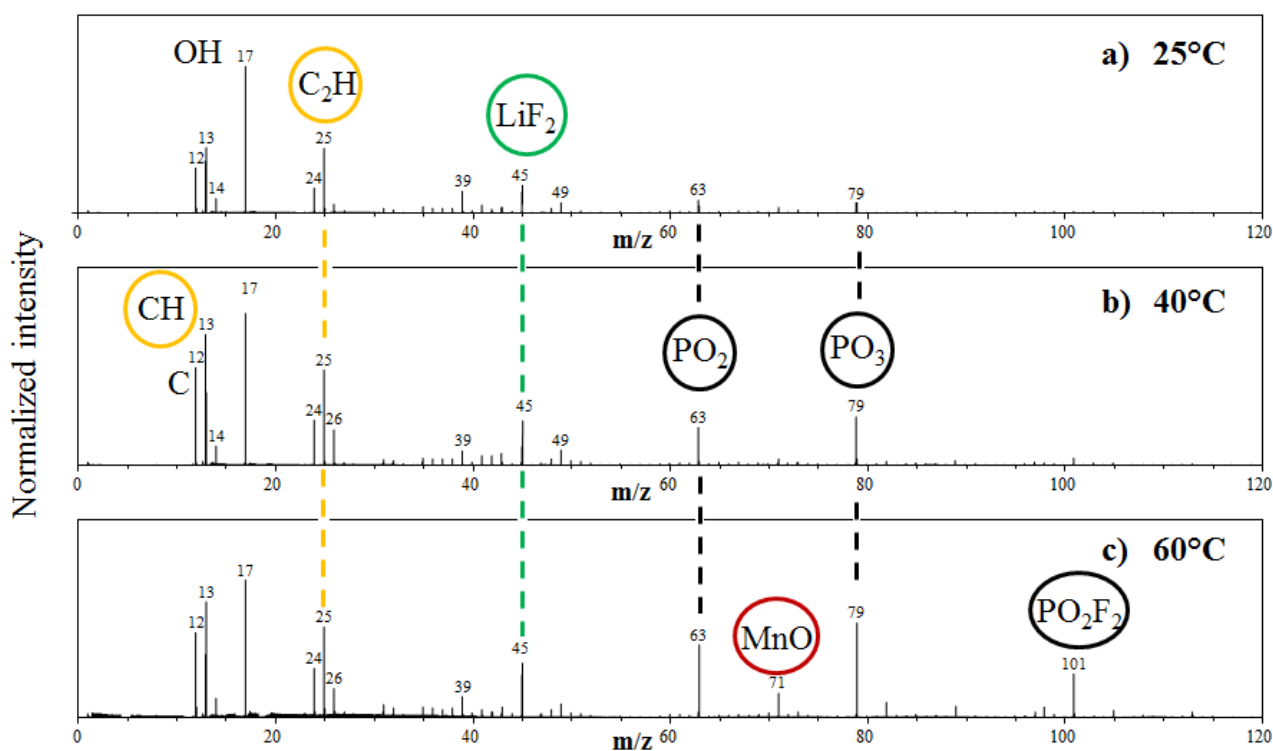 Normalized intensity
a) 25°C
OH
C₂H
LiF₂
17
13
12
14
25
24
39
45
49
63
79
0 20 40 60 80 100 120
m/z
b) 40°C
CH
C
PO₂
PO₃
17
13
12
14
25
24
26
39
45
49
63
79
0 20 40 60 80 100 120
m/z
c) 60°C
MnO
PO₂F₂
17
13
12
25
24
26
39
45
63
71
79
101
0 20 40 60 80 100 120
m/z